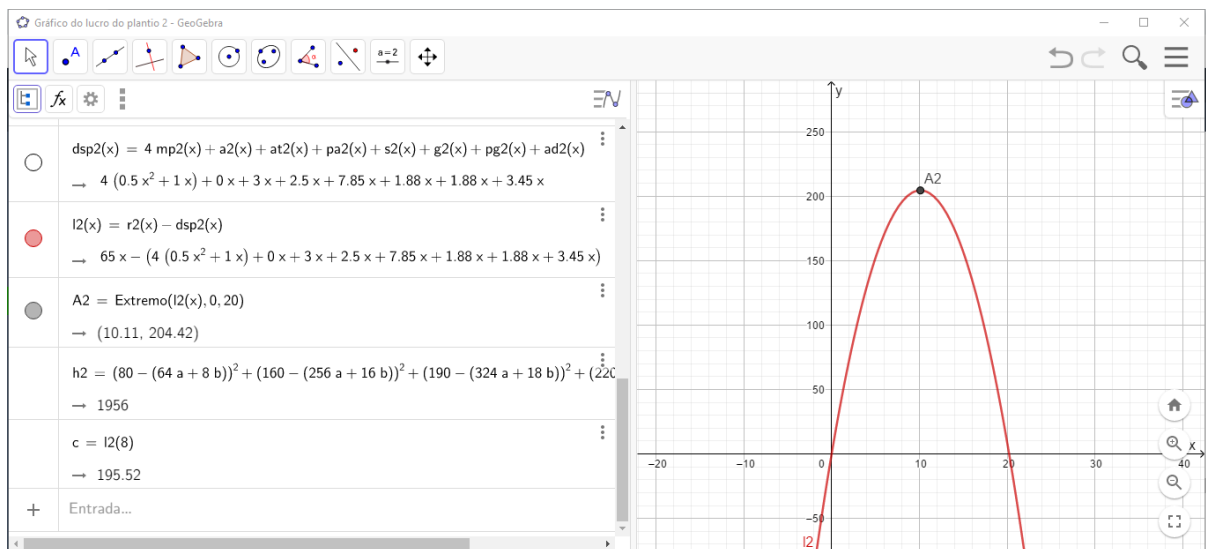 Gráfico do lucro do plantio 2 - GeoGebra
A
a=2
fx
dsp2(x) = 4 mp2(x) + a2(x) + at2(x) + pa2(x) + s2(x) + g2(x) + pg2(x) + ad2(x)
→ 4 (0.5 x² + 1 x) + 0 x + 3 x + 2.5 x + 7.85 x + 1.88 x + 1.88 x + 3.45 x
l2(x) = r2(x) − dsp2(x)
→ 65 x − (4 (0.5 x² + 1 x) + 0 x + 3 x + 2.5 x + 7.85 x + 1.88 x + 1.88 x + 3.45 x)
A2 = Extremo(l2(x), 0, 20)
→ (10.11, 204.42)
h2 = (80 − (64 a + 8 b))² + (160 − (256 a + 16 b))² + (190 − (324 a + 18 b))² + (220
→ 1956
c = l2(8)
→ 195.52
+ Entrada...
y
250
A2
200
150
100
50
x
−20 −10 0 10 20 30 40
−50
l2